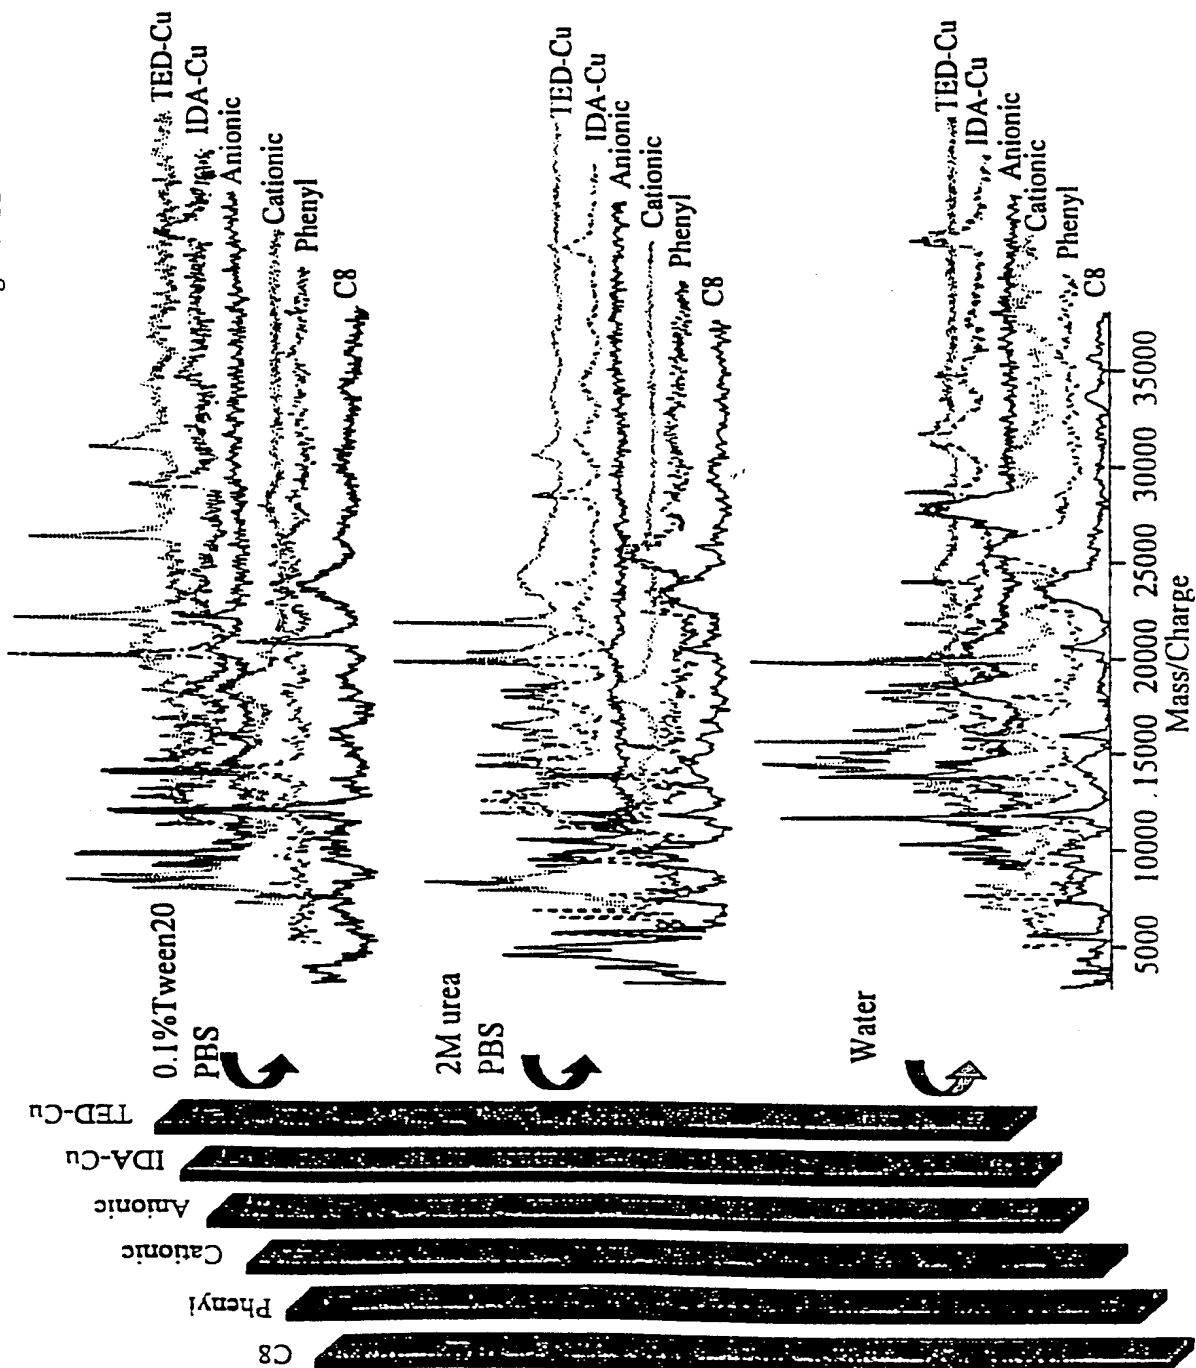 TED-Cu
IDA-Cu
Anionic
Cationic
Phenyl
C8
0.1%Tween20
PBS
TED-Cu
IDA-Cu
Anionic
Cationic
Phenyl
C8
2M urea
PBS
TED-Cu
IDA-Cu
Anionic
Cationic
Phenyl
C8
Water
TED-Cu
IDA-Cu
Anionic
Cationic
Phenyl
C8
5000 10000 15000 20000 25000 30000 35000
Mass/Charge